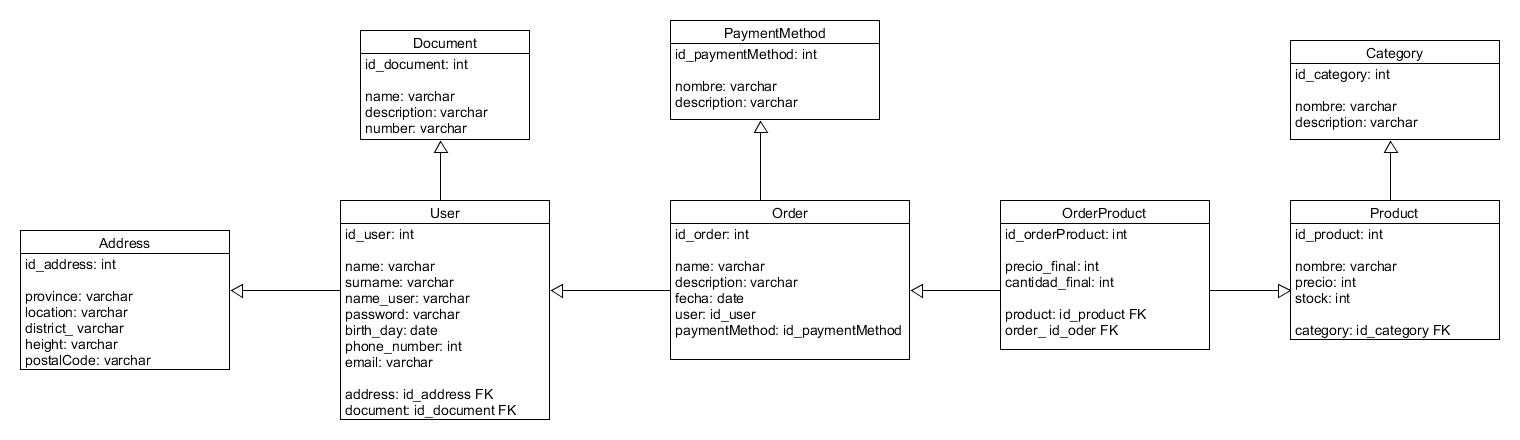 Document
id_document: int
name: varchar
description: varchar
number: varchar
PaymentMethod
id_paymentMethod: int
nombre: varchar
description: varchar
Category
id_category: int
nombre: varchar
description: varchar
Address
id_address: int
province: varchar
location: varchar
district_ varchar
height: varchar
postalCode: varchar
User
id_user: int
name: varchar
surname: varchar
name_user: varchar
password: varchar
birth_day: date
phone_number: int
email: varchar
address: id_address FK
document: id_document FK
Order
id_order: int
name: varchar
description: varchar
fecha: date
user: id_user
paymentMethod: id_paymentMethod
OrderProduct
id_orderProduct: int
precio_final: int
cantidad_final: int
product: id_product FK
order_ id_oder FK
Product
id_product: int
nombre: varchar
precio: int
stock: int
category: id_category FK